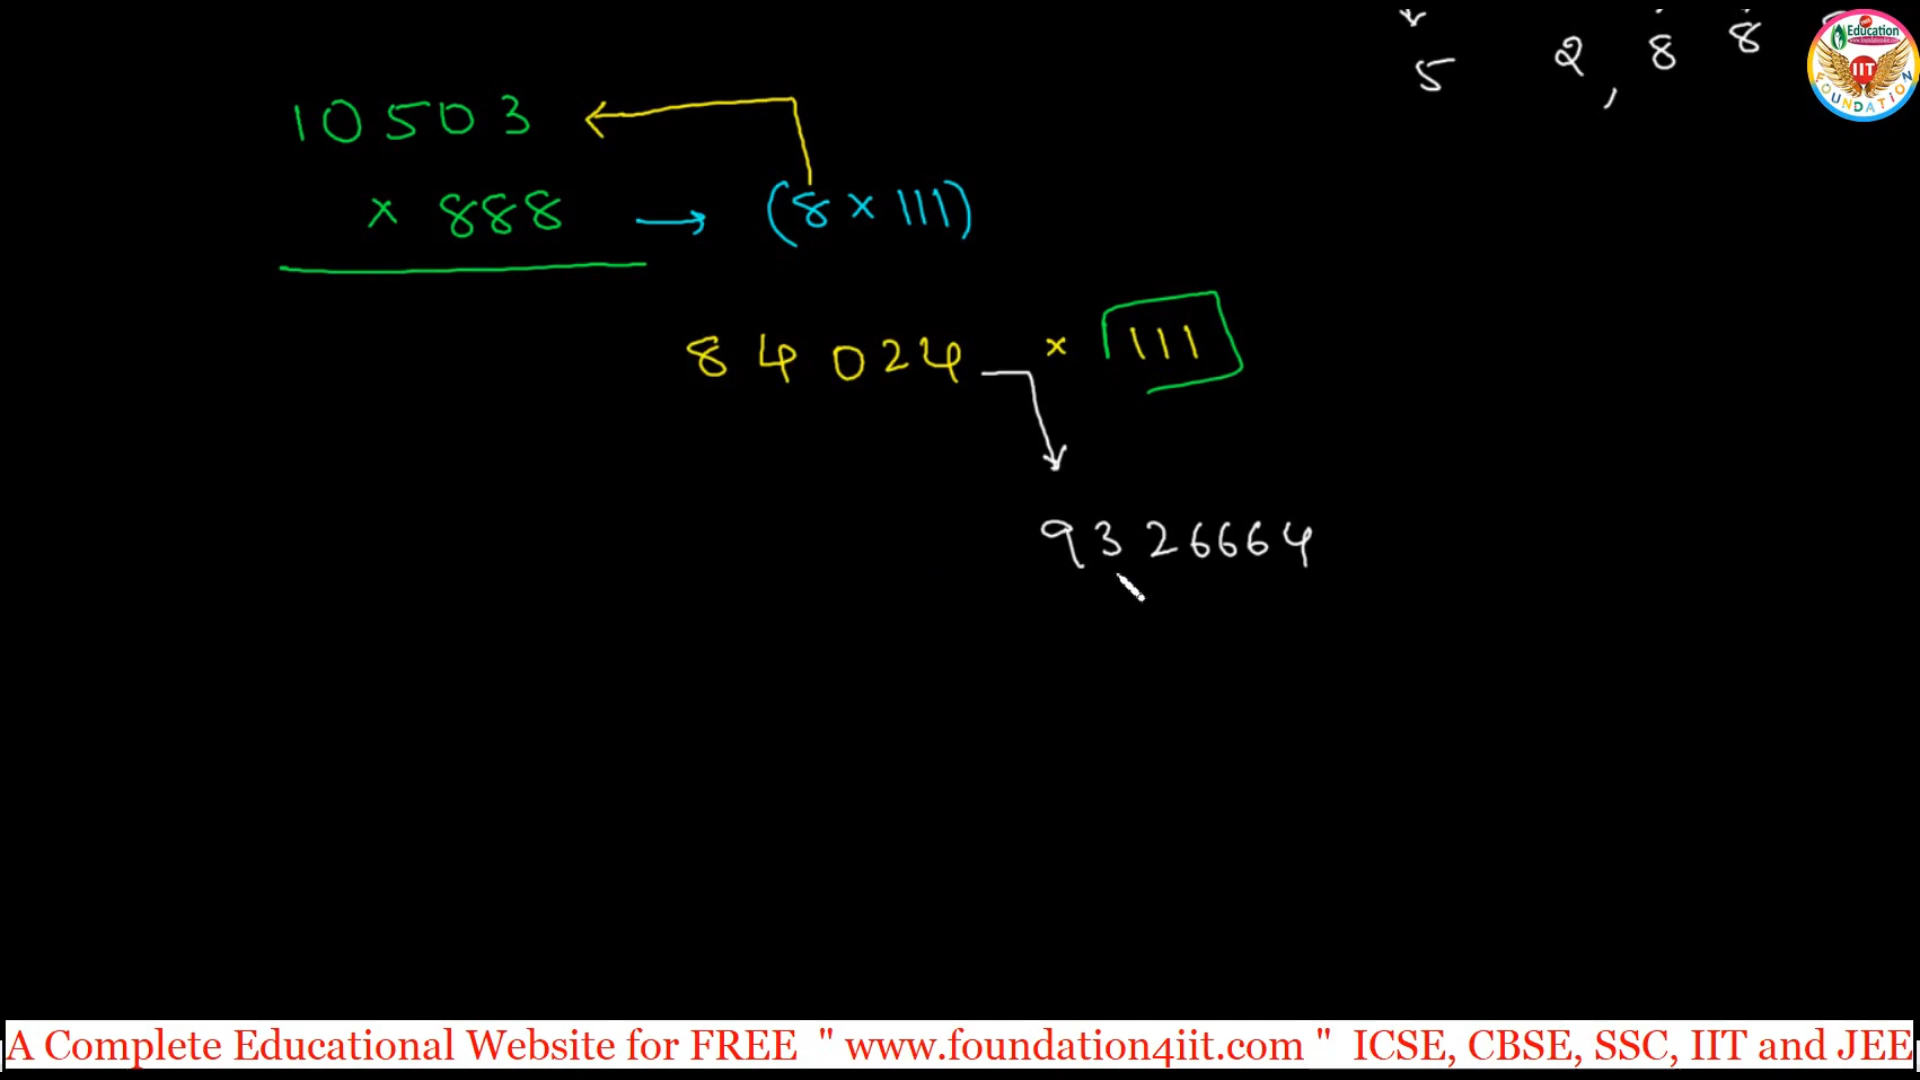 5 2, 8 8
Education
IIT
FOUNDATION
10503
× 888 → (8 × 111)
84024 × 111
9326664
A Complete Educational Website for FREE " www.foundation4iit.com " ICSE, CBSE, SSC, IIT and JEE